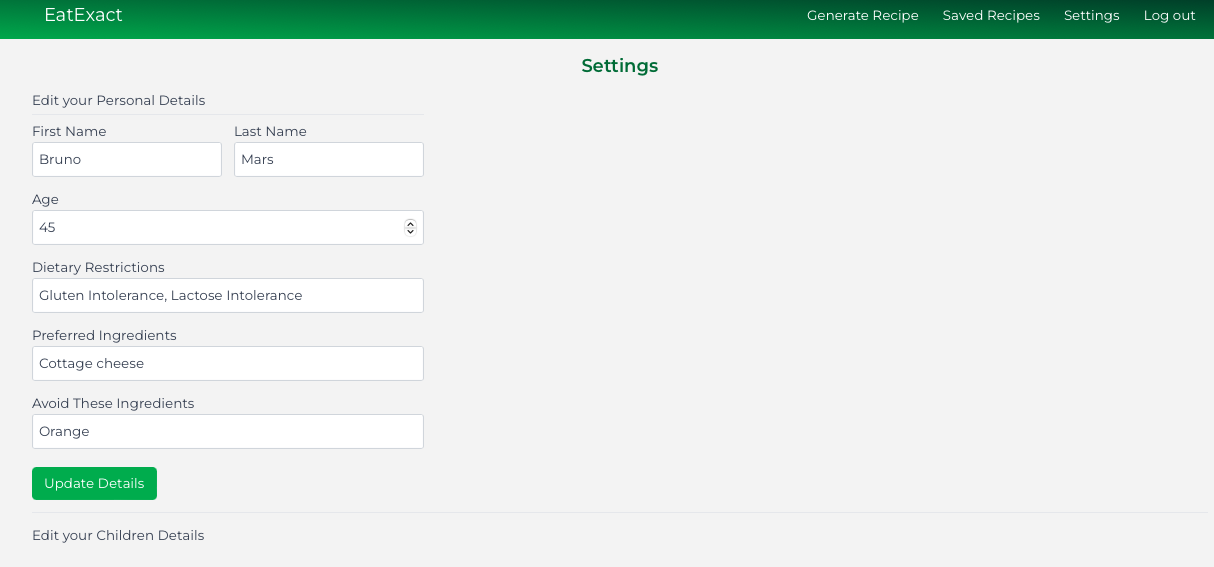 EatExact
Generate Recipe Saved Recipes Settings Log out
Settings
Edit your Personal Details
First Name Last Name
Bruno Mars
Age
45
Dietary Restrictions
Gluten Intolerance, Lactose Intolerance
Preferred Ingredients
Cottage cheese
Avoid These Ingredients
Orange
Update Details
Edit your Children Details